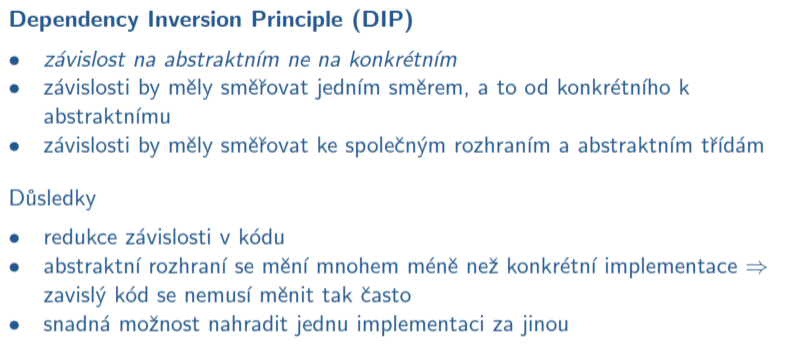 Dependency Inversion Principle (DIP)
• závislost na abstraktním ne na konkrétním
• závislosti by měly směřovat jedním směrem, a to od konkrétního k
abstraktnímu
• závislosti by měly směřovat ke společným rozhraním a abstraktním třídám
Důsledky
• redukce závislosti v kódu
• abstraktní rozhraní se mění mnohem méně než konkrétní implementace ⇒
zavislý kód se nemusí měnit tak často
• snadná možnost nahradit jednu implementaci za jinou